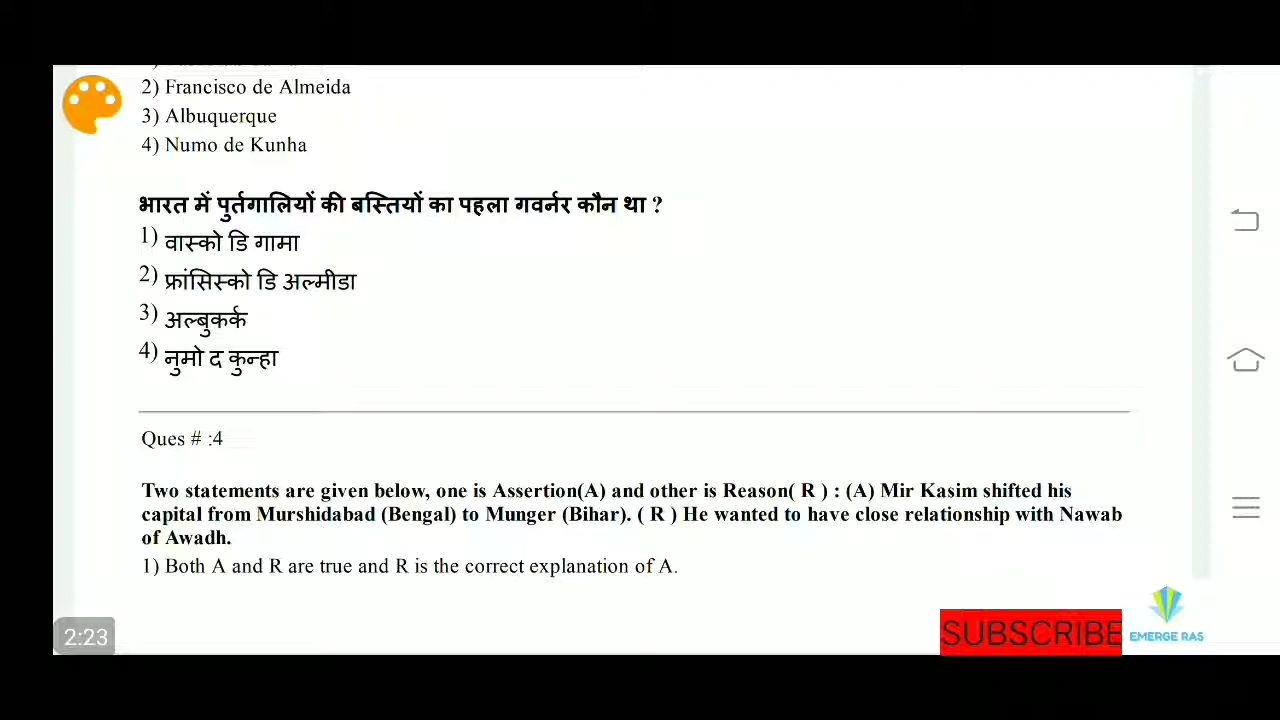 2) Francisco de Almeida
3) Albuquerque
4) Numo de Kunha
भारत में पुर्तगालियों की बस्तियों का पहला गवर्नर कौन था ?
1) वास्को डि गामा
2) फ्रांसिस्को डि अल्मीडा
3) अल्बुकर्क
4) नुमो द कुन्हा
Ques # :4
Two statements are given below, one is Assertion(A) and other is Reason( R ) : (A) Mir Kasim shifted his
capital from Murshidabad (Bengal) to Munger (Bihar). ( R ) He wanted to have close relationship with Nawab
of Awadh.
1) Both A and R are true and R is the correct explanation of A.
2:23
SUBSCRIBE
EMERGE RAS